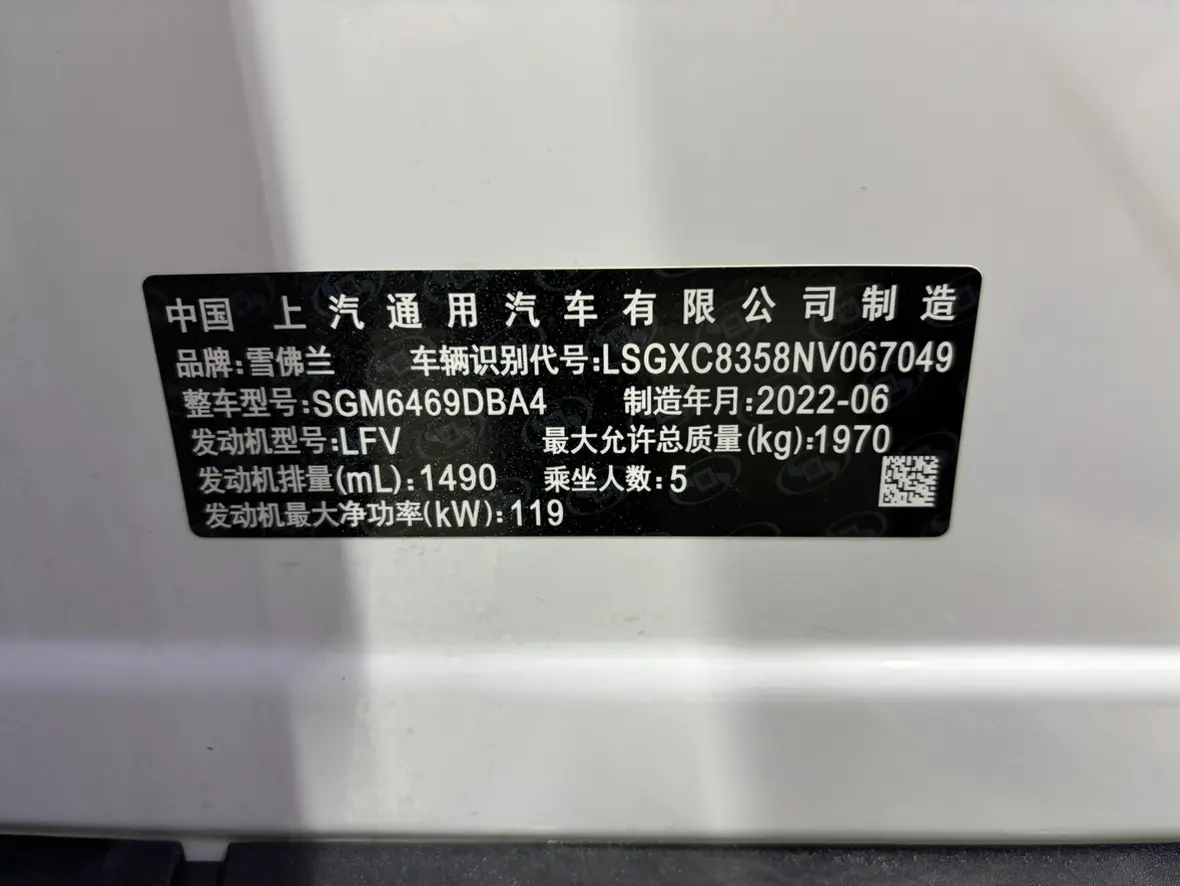 中国 上汽通用汽车有限公司制造
品牌:雪佛兰 车辆识别代号:LSGXC8358NV067049
整车型号:SGM6469DBA4 制造年月:2022-06
发动机型号:LFV 最大允许总质量(kg):1970
发动机排量(mL):1490 乘坐人数:5
发动机最大净功率(kW):119